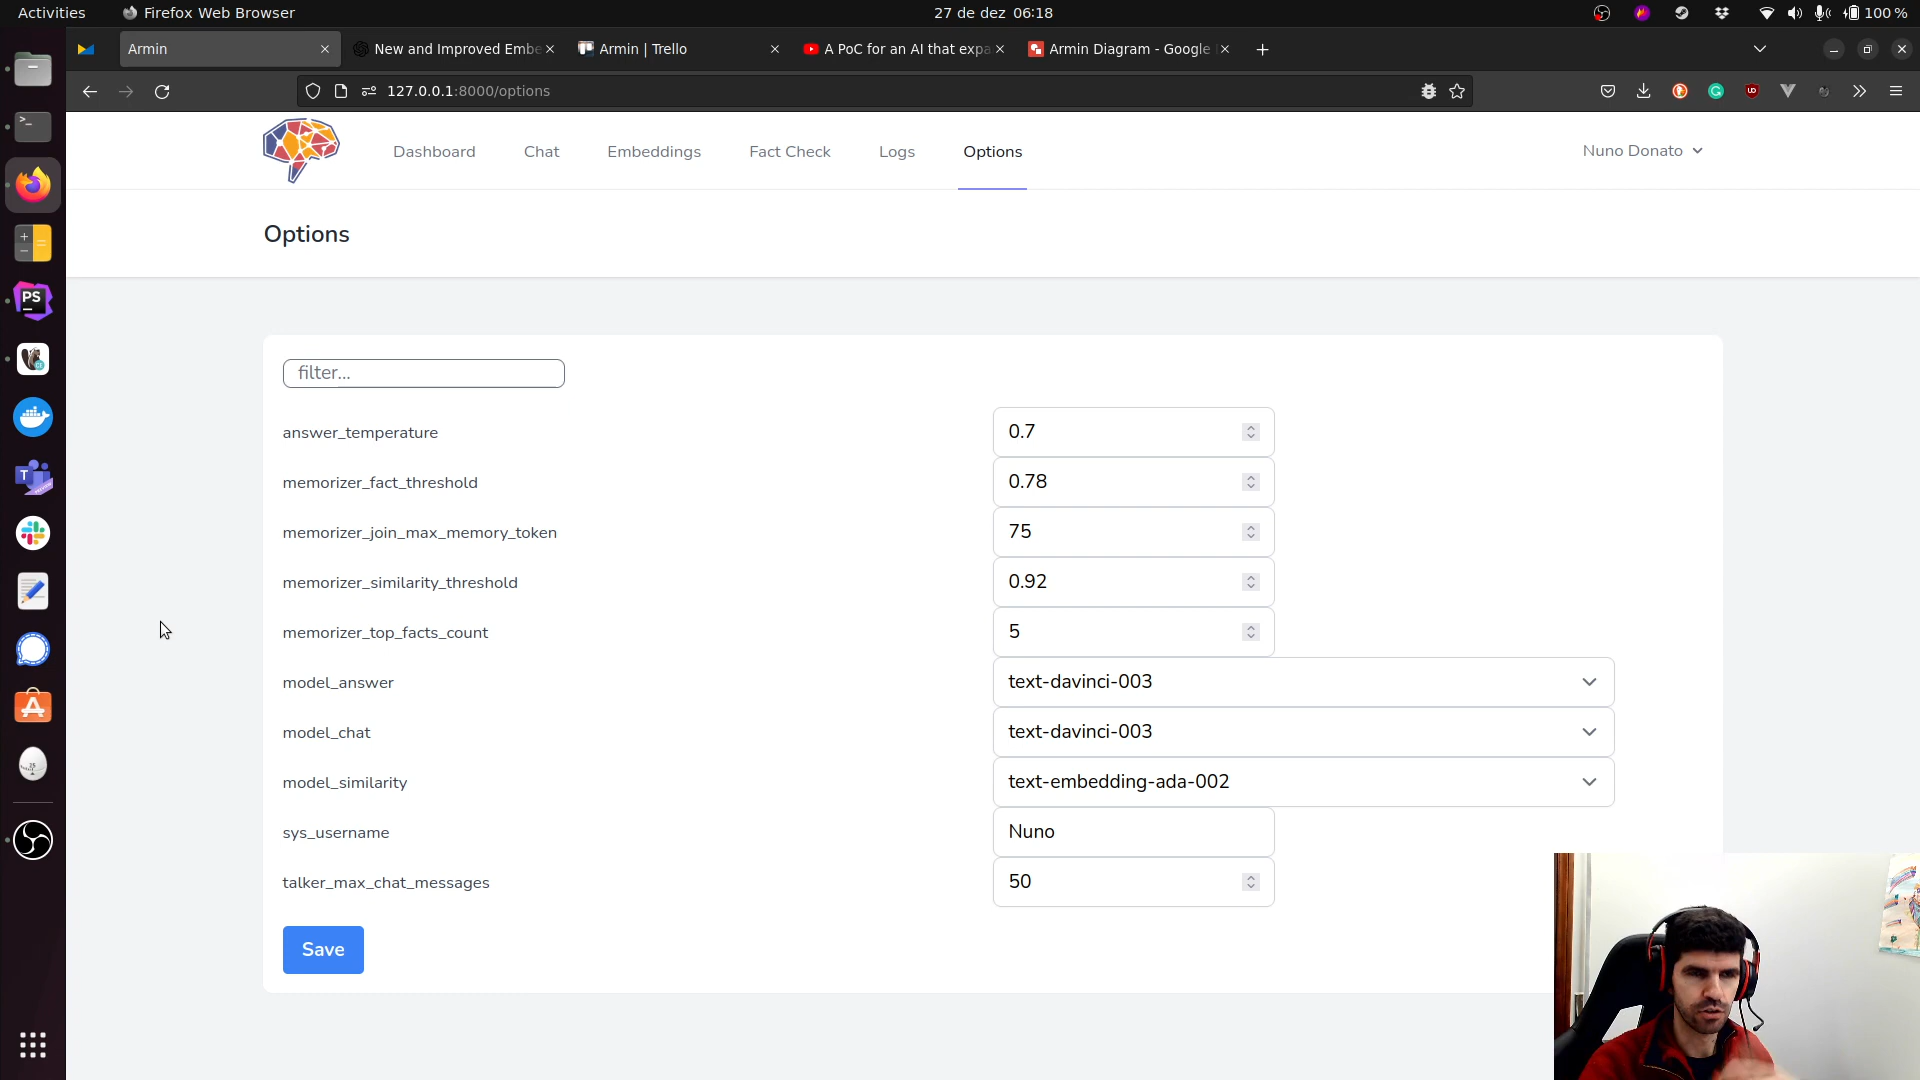 Activities
Firefox Web Browser
27 de dez 06:18
100 %
Armin
New and Improved Embe
Armin | Trello
A PoC for an AI that expa
Armin Diagram - Google
127.0.0.1:8000/options
Dashboard
Chat
Embeddings
Fact Check
Logs
Options
Nuno Donato
Options
filter...
answer_temperature
0.7
memorizer_fact_threshold
0.78
memorizer_join_max_memory_token
75
memorizer_similarity_threshold
0.92
memorizer_top_facts_count
5
model_answer
text-davinci-003
model_chat
text-davinci-003
model_similarity
text-embedding-ada-002
sys_username
Nuno
talker_max_chat_messages
50
Save
PS
T